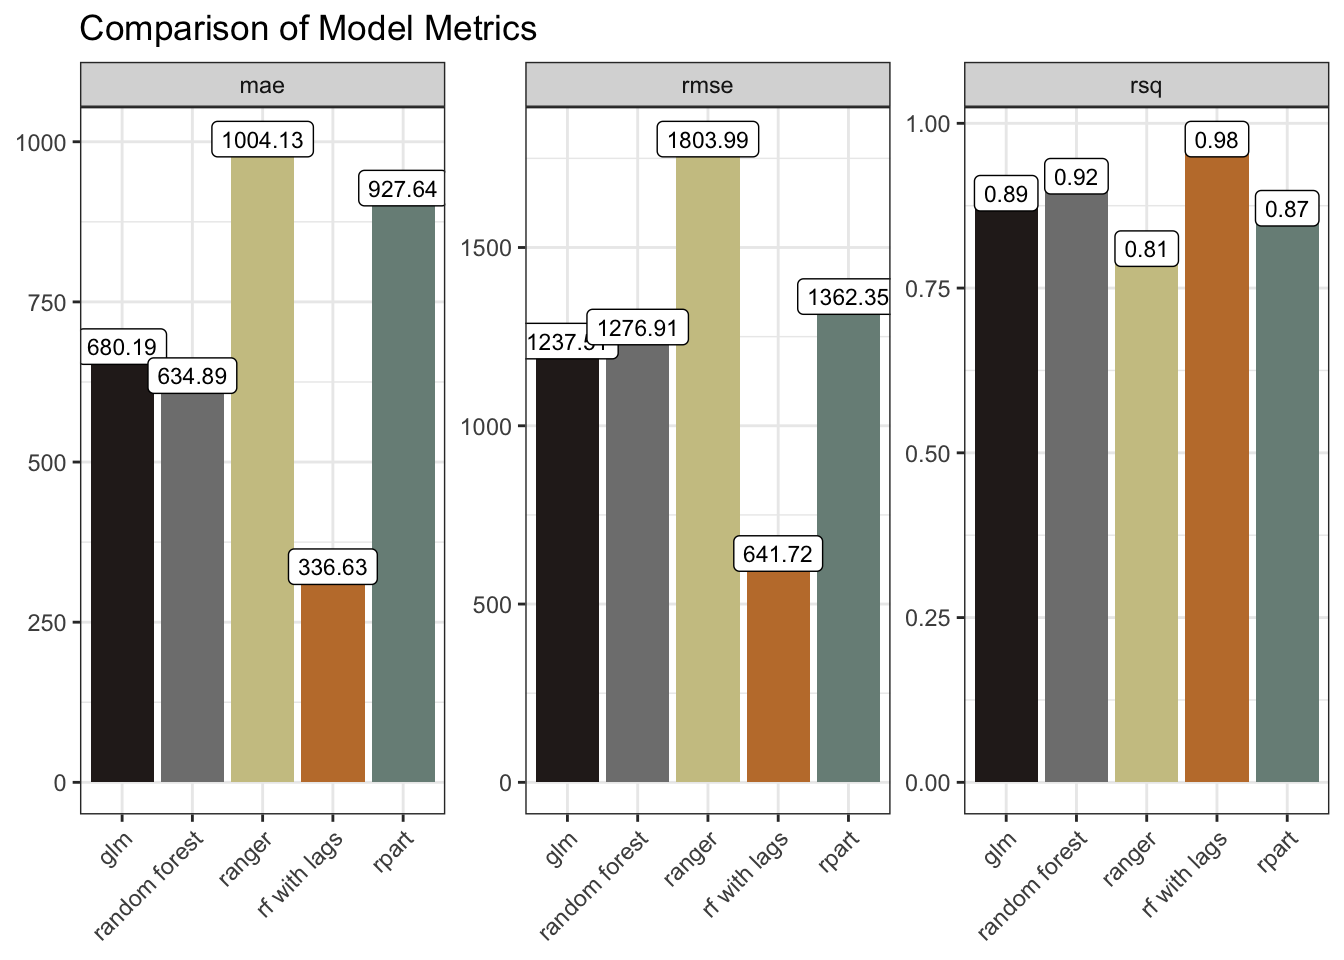 Comparison of Model Metrics
mae
1000
750
500
250
0
680.19
634.89
1004.13
336.63
927.64
glm
random forest
ranger
rf with lags
rpart
rmse
1500
1000
500
0
1276.91
1803.99
641.72
1362.35
glm
random forest
ranger
rf with lags
rpart
rsq
1.00
0.75
0.50
0.25
0.00
0.89
0.92
0.81
0.98
0.87
glm
random forest
ranger
rf with lags
rpart